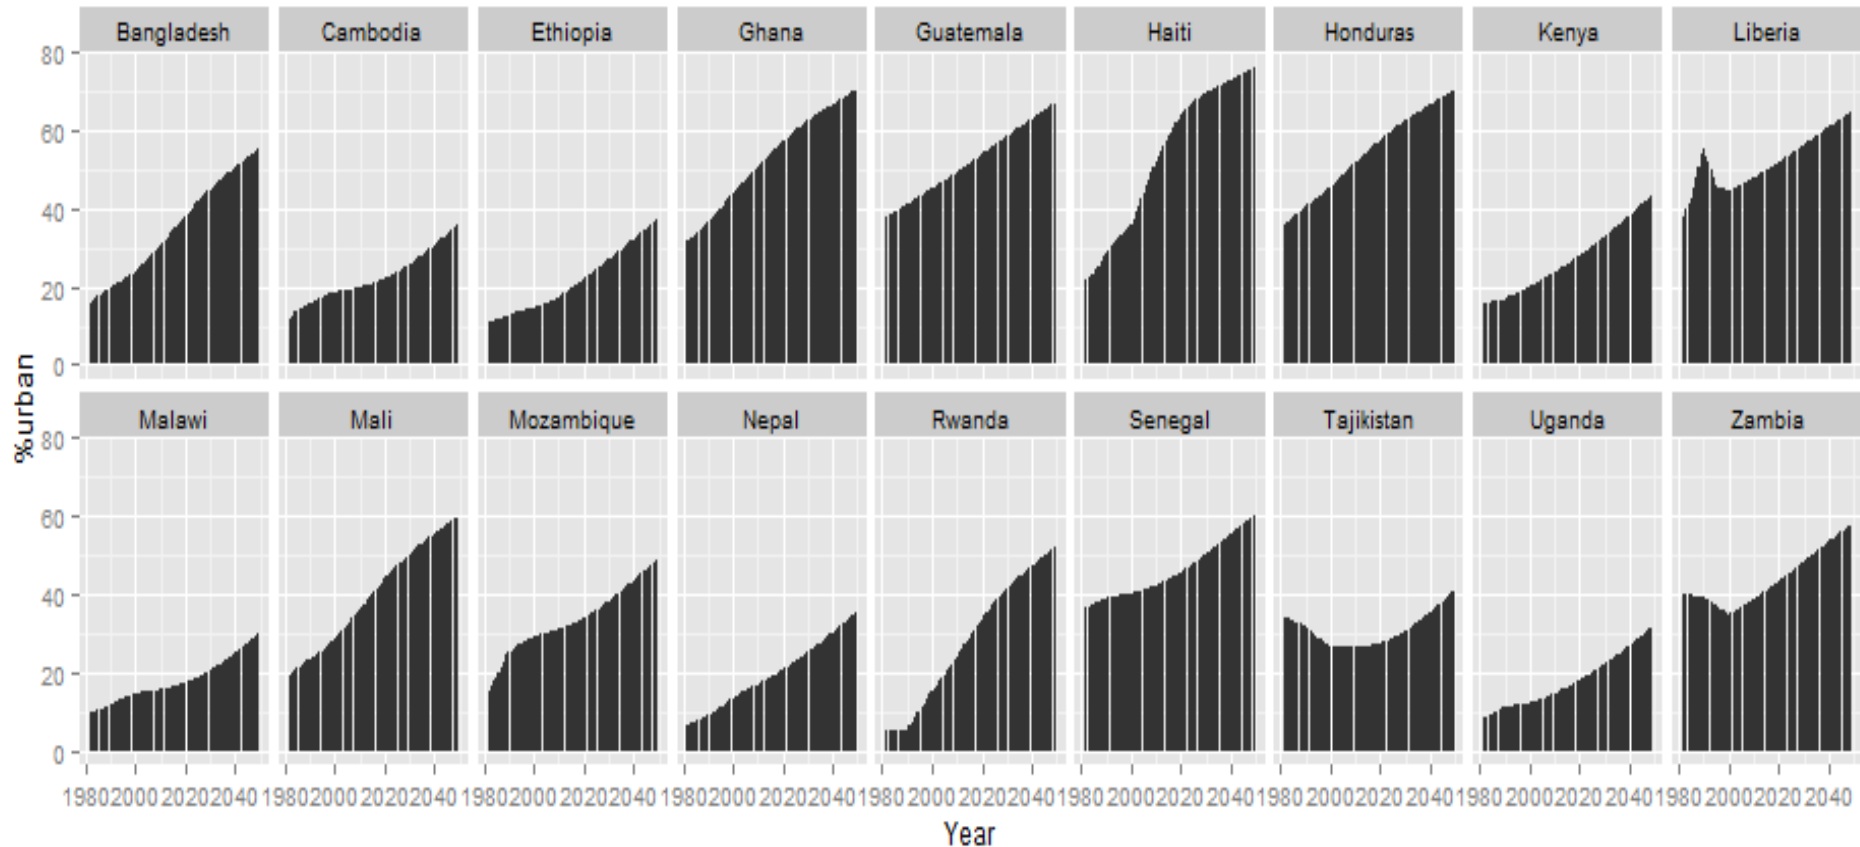 Bangladesh Cambodia Ethiopia Ghana Guatemala Haiti Honduras Kenya Liberia
80
60
40
20
0
%urban
Malawi Mali Mozambique Nepal Rwanda Senegal Tajikistan Uganda Zambia
80
60
40
20
0
1980 2000 2020 2040 1980 2000 2020 2040 1980 2000 2020 2040 1980 2000 2020 2040 1980 2000 2020 2040 1980 2000 2020 2040 1980 2000 2020 2040 1980 2000 2020 2040 1980 2000 2020 2040
Year